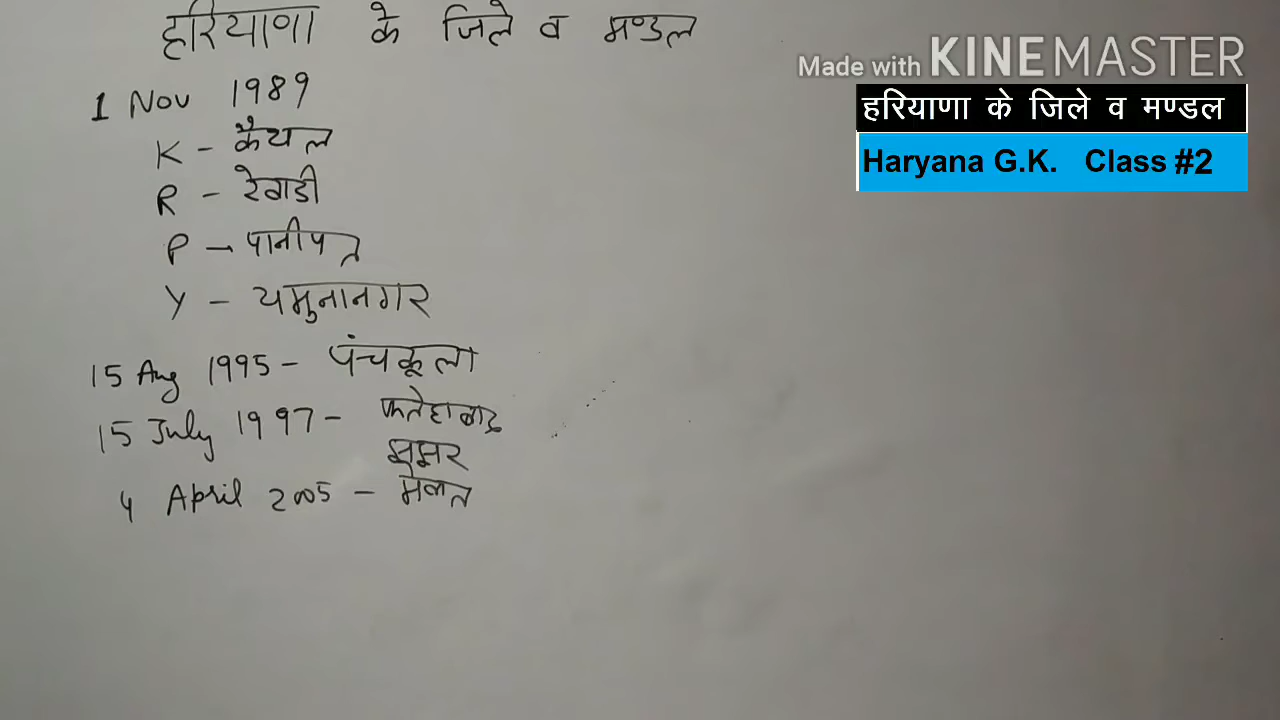 हरियाणा के जिले व मण्डल
Made with KINEMASTER
हरियाणा के जिले व मण्डल
Haryana G.K. Class #2
1 Nov 1989
K - कैथल
R - रेवाडी
P - पानीपत
Y - यमुनानगर
15 Aug 1995 - पंचकूला
15 July 1997 - फतेहाबाद
झज्जर
4 April 2005 - मेवात